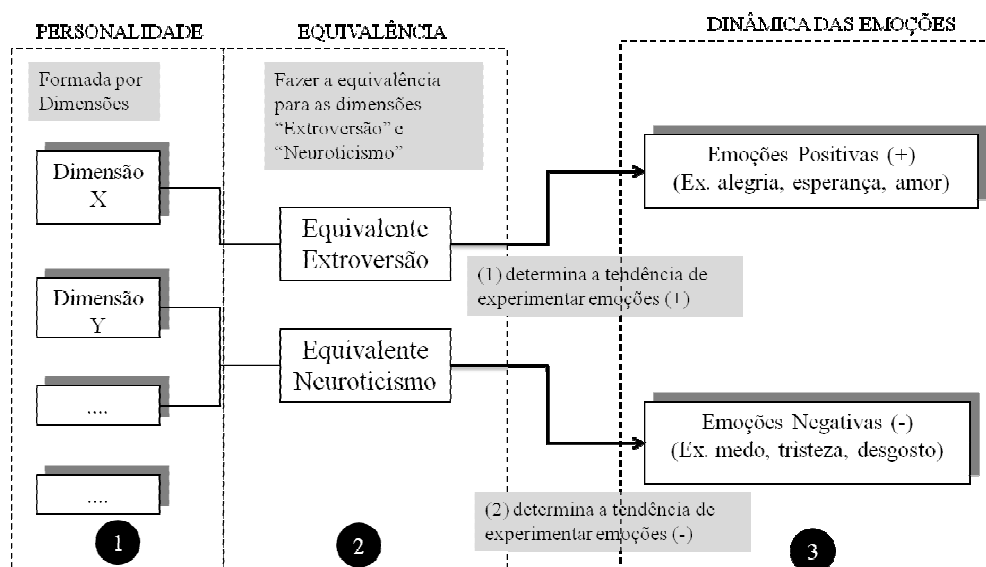 PERSONALIDADE
EQUIVALÊNCIA
DINÂMICA DAS EMOÇÕES
Formada por
Dimensões
Fazer a equivalência
para as dimensões
“Extroversão” e
“Neuroticismo”
Dimensão
X
Dimensão
Y
....
....
Equivalente
Extroversão
Equivalente
Neuroticismo
Emoções Positivas (+)
(Ex. alegria, esperança, amor)
(1) determina a tendência de
experimentar emoções (+)
Emoções Negativas (-)
(Ex. medo, tristeza, desgosto)
(2) determina a tendência de
experimentar emoções (-)
1
2
3